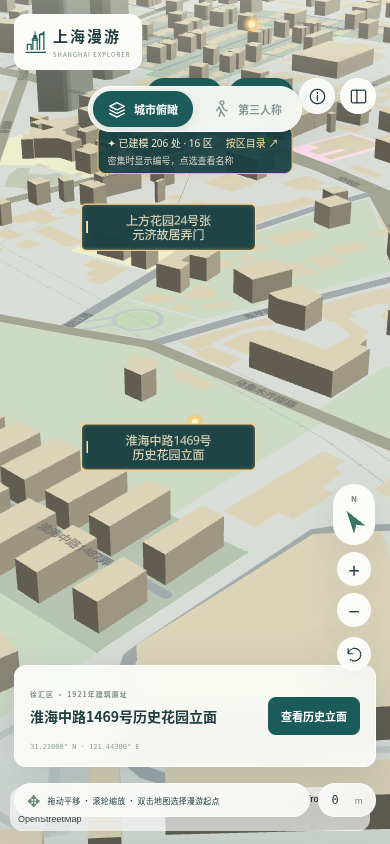 上海漫游
SHANGHAI EXPLORER
城市俯瞰
第三人称
✦ 已建模 206 处 · 16 区 按区目录 ↗
密集时显示编号，点选查看名称
上方花园24号张
元济故居弄门
淮海中路1469号
历史花园立面
N
+
−
徐汇区 · 1921年建筑原址
淮海中路1469号历史花园立面
31.21000° N · 121.44300° E
查看历史立面
拖动平移 · 滚轮缩放 · 双击地图选择漫游起点
0 m
OpenStreetMap